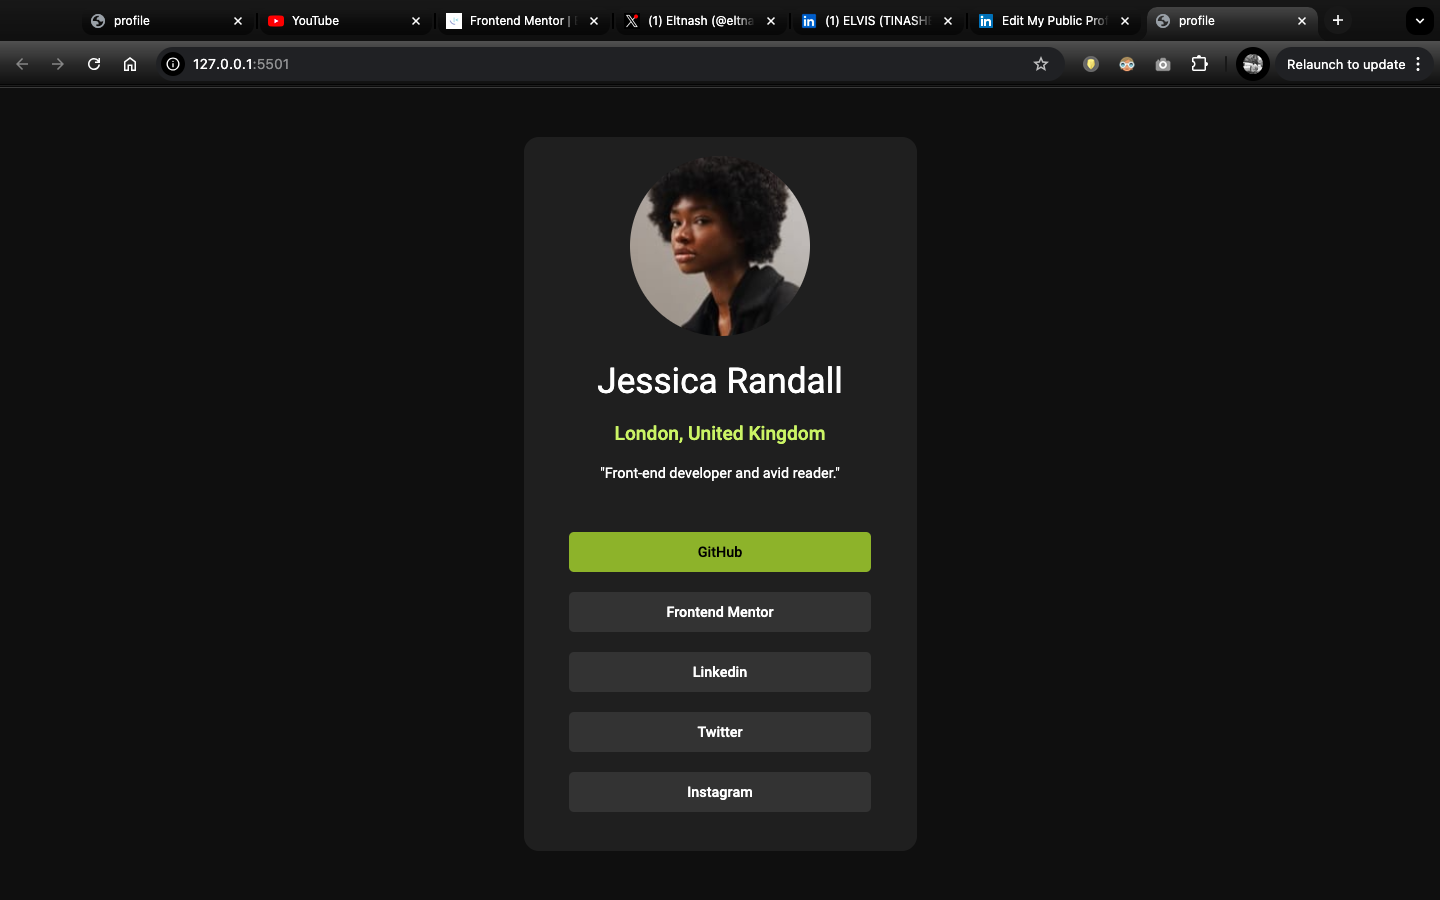 profile
YouTube
Frontend Mentor |
(1) Eltnash (@eltna
(1) ELVIS (TINASH
Edit My Public Prof
profile
127.0.0.1:5501
Relaunch to update
Jessica Randall
London, United Kingdom
"Front-end developer and avid reader."
GitHub
Frontend Mentor
Linkedin
Twitter
Instagram